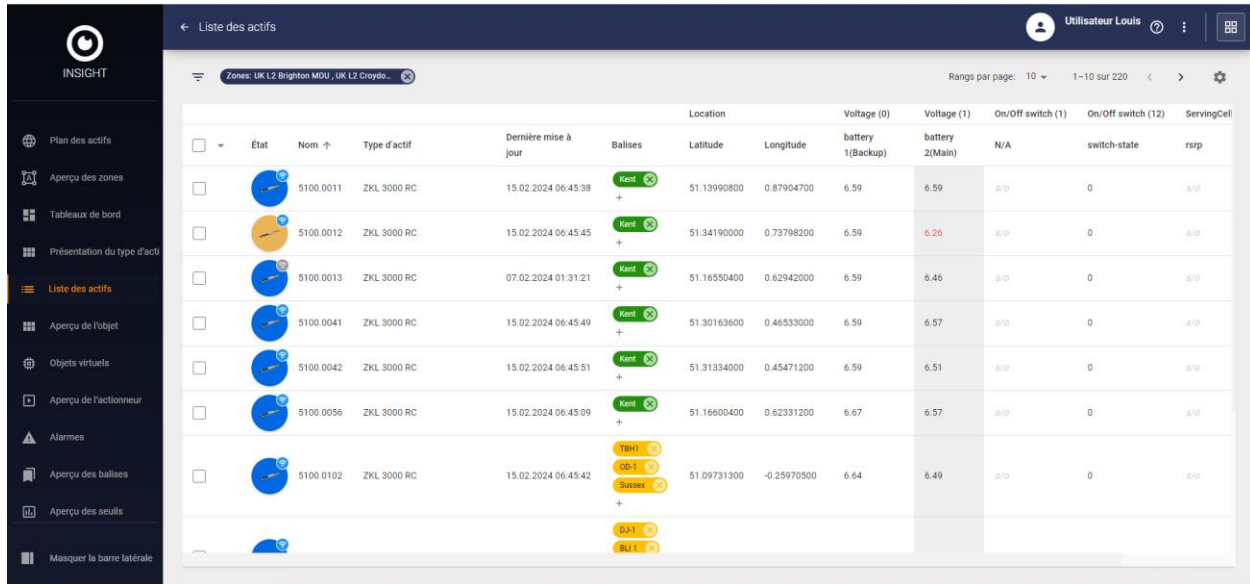 INSIGHT
Plan des actifs
Aperçu des zones
Tableaux de bord
Présentation du type d'acti
Liste des actifs
Aperçu de l'objet
Objets virtuels
Aperçu de l'actionneur
Alarmes
Aperçu des balises
Aperçu des seuils
Masquer la barre latérale
← Liste des actifs
Utilisateur Louis
Zones: UK L2 Brighton MDU , UK L2 Croydo...
Rangs par page: 10 1-10 sur 220
Location Voltage (0) Voltage (1) On/Off switch (1) On/Off switch (12) ServingCell
État Nom ↑ Type d'actif Dernière mise à jour Balises Latitude Longitude battery 1(Backup) battery 2(Main) N/A switch-state rsrp
5100.0011 ZKL 3000 RC 15.02.2024 06:45:38 Kent + 51.13990800 0.87904700 6.59 6.59 s/o 0 s/o
5100.0012 ZKL 3000 RC 15.02.2024 06:45:45 Kent + 51.34190000 0.73798200 6.59 6.26 s/o 0 s/o
5100.0013 ZKL 3000 RC 07.02.2024 01:31:21 Kent + 51.16550400 0.62942000 6.59 6.46 s/o 0 s/o
5100.0041 ZKL 3000 RC 15.02.2024 06:45:49 Kent + 51.30163600 0.46533000 6.59 6.57 s/o 0 s/o
5100.0042 ZKL 3000 RC 15.02.2024 06:45:51 Kent + 51.31334000 0.45471200 6.59 6.51 s/o 0 s/o
5100.0056 ZKL 3000 RC 15.02.2024 06:45:09 Kent + 51.16600400 0.62331200 6.67 6.57 s/o 0 s/o
5100.0102 ZKL 3000 RC 15.02.2024 06:45:42 TBH1 OD-1 Sussex + 51.09731300 -0.25970500 6.64 6.49 s/o 0 s/o
DJ-1
BLI 1